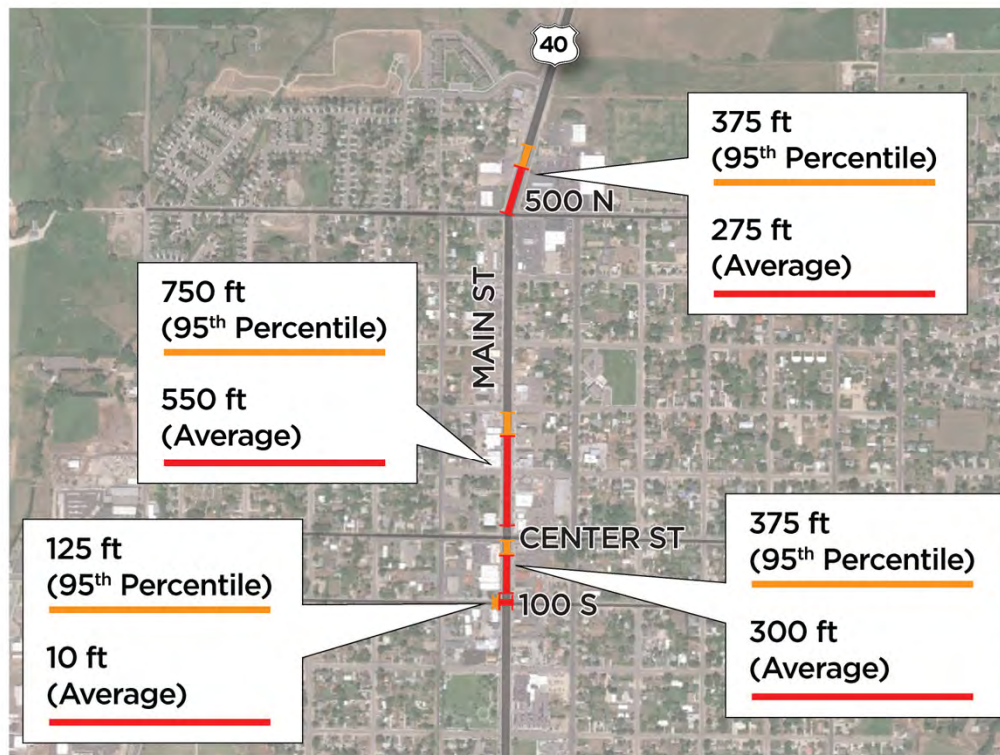 40
375 ft
(95th Percentile)
275 ft
(Average)
500 N
MAIN ST
750 ft
(95th Percentile)
550 ft
(Average)
CENTER ST
125 ft
(95th Percentile)
10 ft
(Average)
100 S
375 ft
(95th Percentile)
300 ft
(Average)